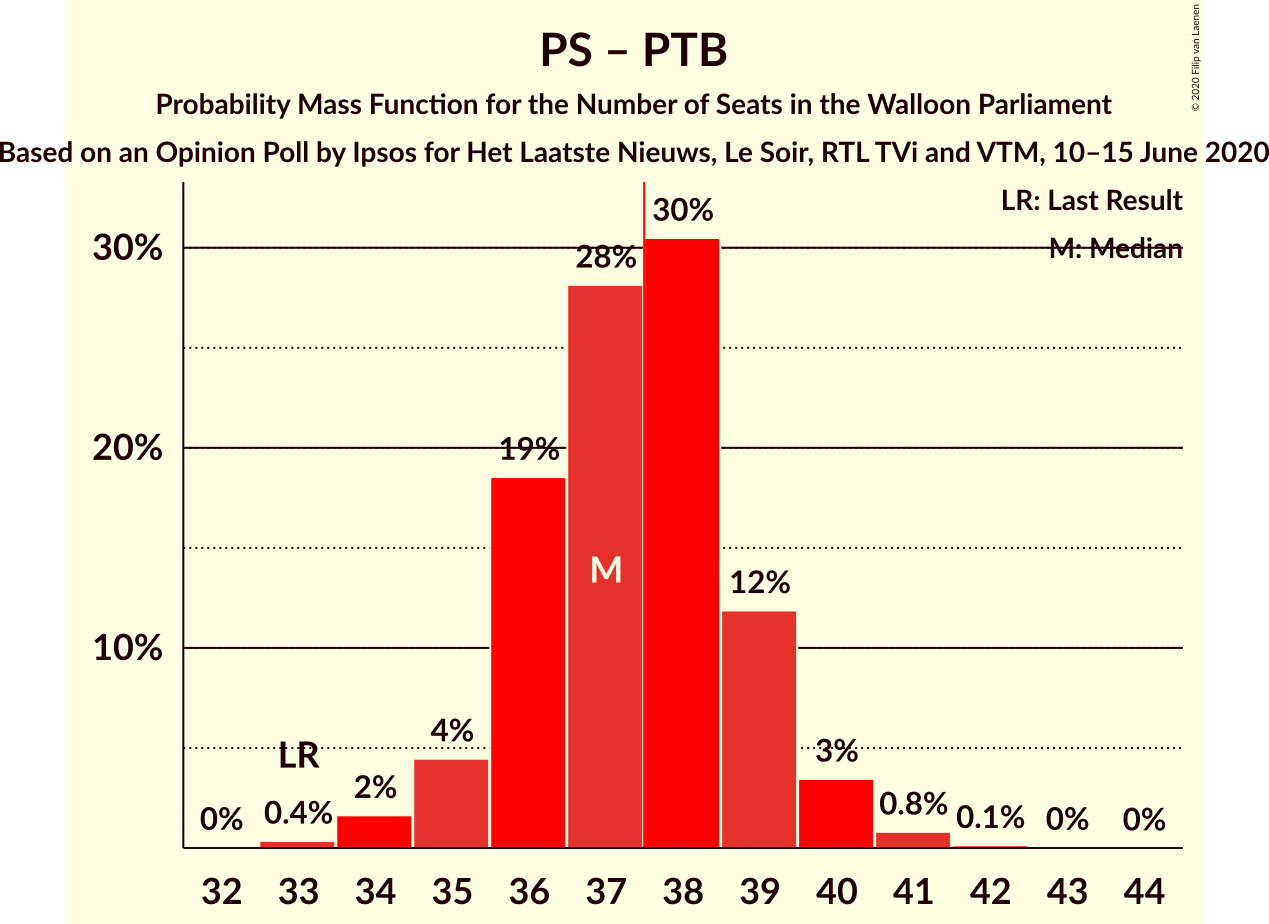 PS – PTB
Probability Mass Function for the Number of Seats in the Walloon Parliament
Based on an Opinion Poll by Ipsos for Het Laatste Nieuws, Le Soir, RTL TVi and VTM, 10–15 June 2020
© 2020 Filip van Laenen
LR: Last Result
M: Median
30%
20%
10%
0%
0.4%
LR
2%
4%
19%
28%
M
30%
12%
3%
0.8%
0.1%
0%
0%
32 33 34 35 36 37 38 39 40 41 42 43 44